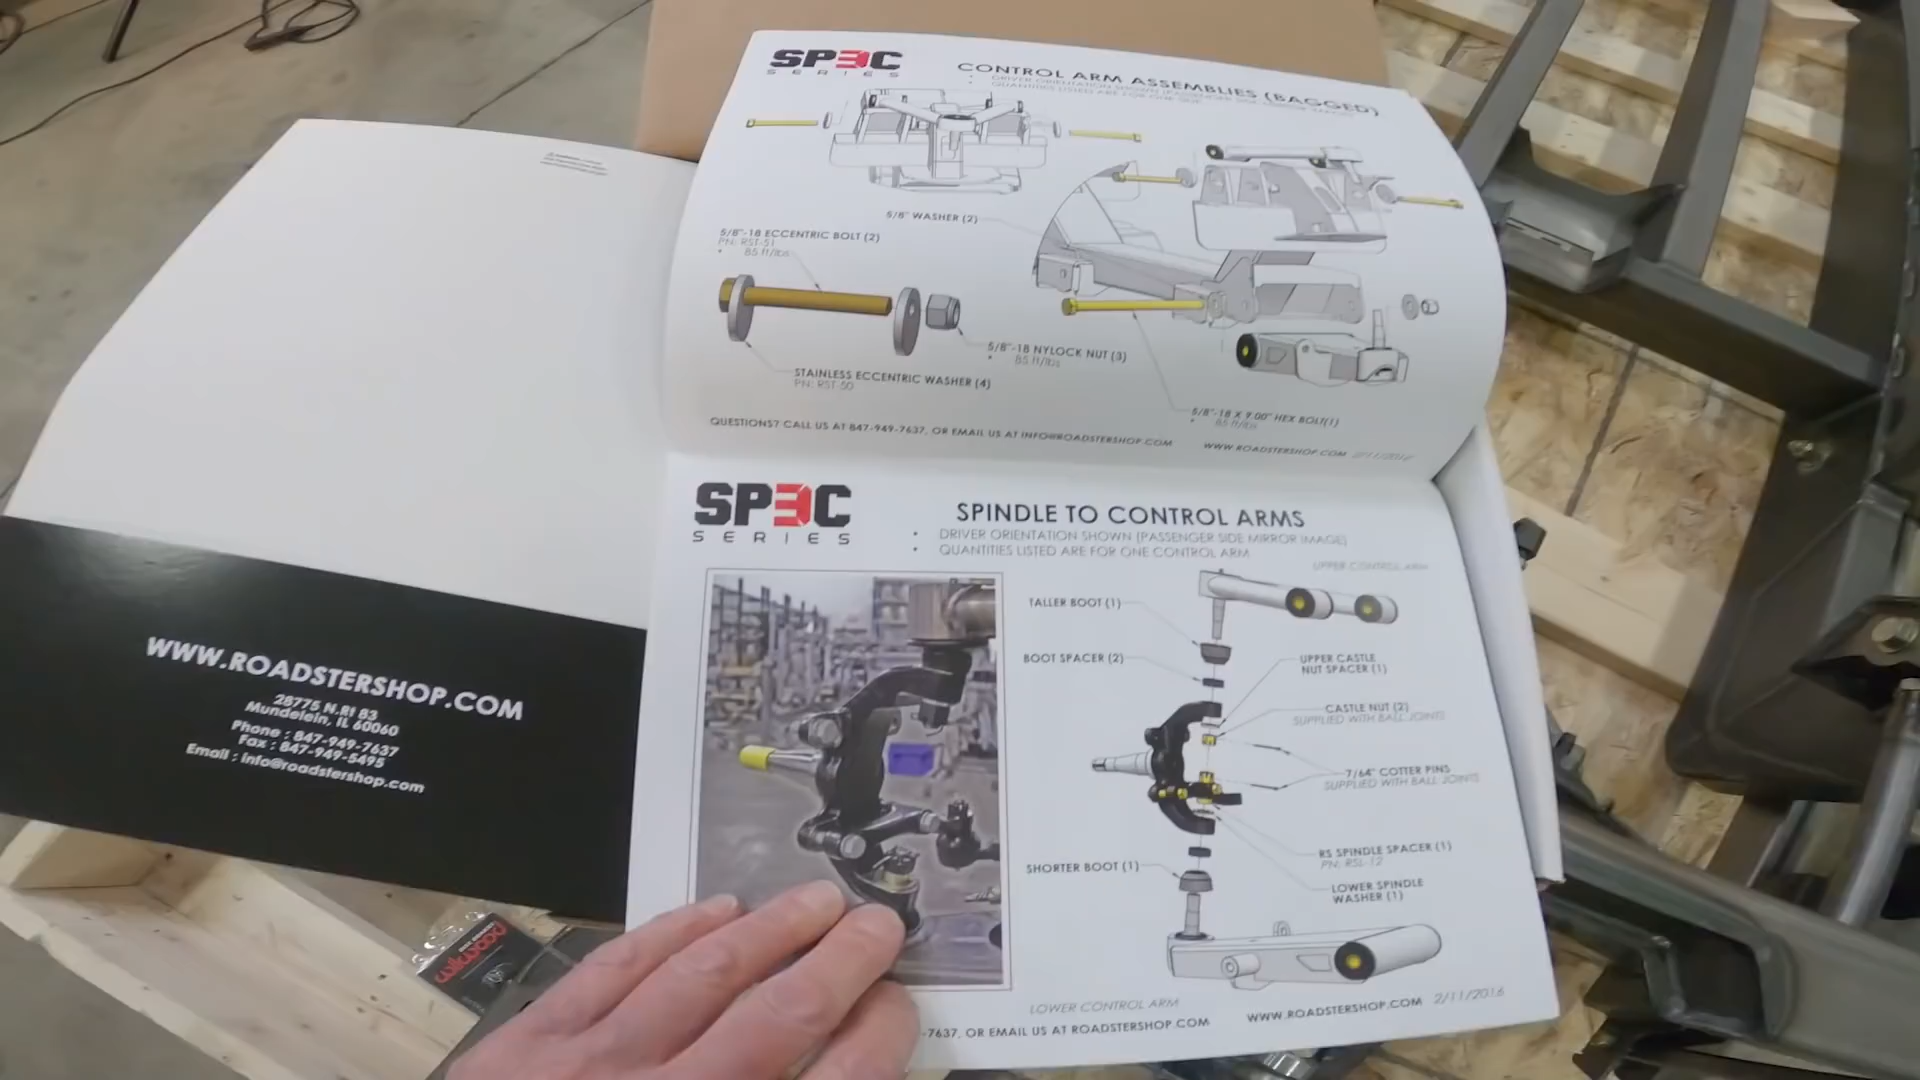 SPEC
SERIES
CONTROL ARM ASSEMBLIES (BAGGED)
5/8" WASHER (2)
5/8"-18 ECCENTRIC BOLT (2)
PN: RST-51
• 85 ft/lbs
5/8"-18 NYLOCK NUT (3)
• 85 ft/lbs
STAINLESS ECCENTRIC WASHER (4)
PN: RST-50
5/8"-18 X 9.00" HEX BOLT(1)
• 85 ft/lbs
QUESTIONS? CALL US AT 847-949-7637, OR EMAIL US AT INFO@ROADSTERSHOP.COM
WWW.ROADSTERSHOP.COM
SPEC
SERIES
SPINDLE TO CONTROL ARMS
• DRIVER ORIENTATION SHOWN (PASSENGER SIDE MIRROR IMAGE)
• QUANTITIES LISTED ARE FOR ONE CONTROL ARM
UPPER CONTROL ARM
TALLER BOOT (1)
BOOT SPACER (2)
UPPER CASTLE
NUT SPACER (1)
CASTLE NUT (2)
SUPPLIED WITH BALL JOINTS
7/64" COTTER PINS
SUPPLIED WITH BALL JOINTS
RS SPINDLE SPACER (1)
PN: RSL-12
SHORTER BOOT (1)
LOWER SPINDLE
WASHER (1)
LOWER CONTROL ARM
-7637, OR EMAIL US AT ROADSTERSHOP.COM
WWW.ROADSTERSHOP.COM 2/11/2016
WWW.ROADSTERSHOP.COM
28775 N.Rt 83
Mundelein, IL 60060
Phone : 847-949-7637
Fax : 847-949-5495
Email : info@roadstershop.com
wilwood